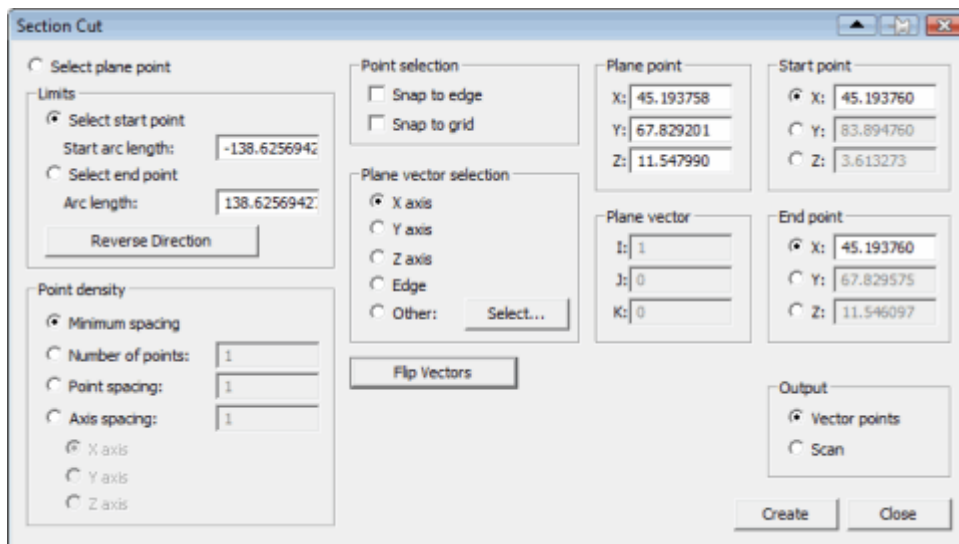 Section Cut
Select plane point
Limits
Select start point
Start arc length: -138.6256942
Select end point
Arc length: 138.6256942
Reverse Direction
Point density
Minimum spacing
Number of points: 1
Point spacing: 1
Axis spacing: 1
X axis
Y axis
Z axis
Point selection
Snap to edge
Snap to grid
Plane vector selection
X axis
Y axis
Z axis
Edge
Other: Select...
Flip Vectors
Plane point
X: 45.193758
Y: 67.829201
Z: 11.547990
Plane vector
I: 1
J: 0
K: 0
Start point
X: 45.193760
Y: 83.894760
Z: 3.613273
End point
X: 45.193760
Y: 67.829575
Z: 11.546097
Output
Vector points
Scan
Create Close